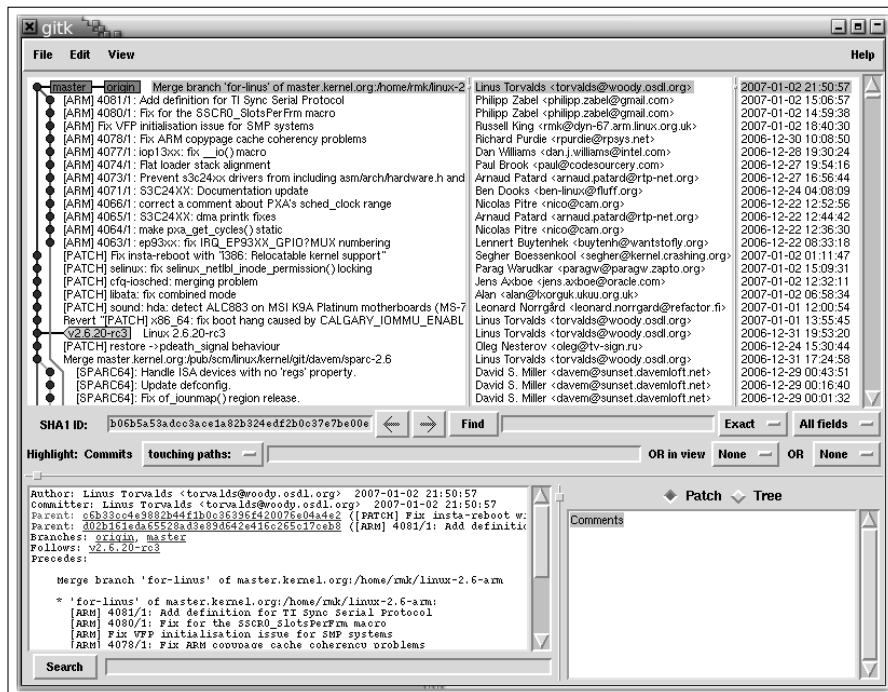 gitk
File Edit View Help
master origin Merge branch 'for-linus' of master.kernel.org:/home/rmk/linux-2 Linus Torvalds <torvalds@woody.osdl.org> 2007-01-02 21:50:57
[ARM] 4081/1: Add definition for TI Sync Serial Protocol Philipp Zabel <philipp.zabel@gmail.com> 2007-01-02 15:06:57
[ARM] 4080/1: Fix for the SSCR0_SlotsPerFrm macro Philipp Zabel <philipp.zabel@gmail.com> 2007-01-02 14:59:38
[ARM] Fix VFP initialisation issue for SMP systems Russell King <rmk@dyn-67.arm.linux.org.uk> 2007-01-02 18:40:30
[ARM] 4078/1: Fix ARM copypage cache coherency problems Richard Purdie <rpurdie@rpsys.net> 2006-12-30 10:08:50
[ARM] 4077/1: iop13xx: fix __io() macro Dan Williams <dan.j.williams@intel.com> 2006-12-28 19:30:24
[ARM] 4074/1: Flat loader stack alignment Paul Brook <paul@codesourcery.com> 2006-12-27 19:54:16
[ARM] 4073/1: Prevent s3c24xx drivers from including asm/arch/hardware.h and Arnaud Patard <arnaud.patard@rtp-net.org> 2006-12-27 16:56:44
[ARM] 4071/1: S3C24XX: Documentation update Ben Dooks <ben-linux@fluff.org> 2006-12-24 04:08:09
[ARM] 4066/1: correct a comment about PXA's sched_clock range Nicolas Pitre <nico@cam.org> 2006-12-22 12:52:56
[ARM] 4065/1: S3C24XX: dma printk fixes Arnaud Patard <arnaud.patard@rtp-net.org> 2006-12-22 12:44:42
[ARM] 4064/1: make pxa_get_cycles() static Nicolas Pitre <nico@cam.org> 2006-12-22 12:36:30
[ARM] 4063/1: ep93xx: fix IRQ_EP93XX_GPIO?MUX numbering Lennert Buytenhek <buytenh@wantstofly.org> 2006-12-22 08:33:18
[PATCH] Fix insta-reboot with "i386: Relocatable kernel support" Segher Boessenkool <segher@kernel.crashing.org> 2007-01-02 01:11:47
[PATCH] selinux: fix selinux_netlbl_inode_permission() locking Parag Warudkar <paragw@paragw.zapto.org> 2007-01-02 15:09:31
[PATCH] cfq-iosched: merging problem Jens Axboe <jens.axboe@oracle.com> 2007-01-02 12:32:11
[PATCH] libata: fix combined mode Alan <alan@lxorguk.ukuu.org.uk> 2007-01-02 06:58:34
[PATCH] sound: hda: detect ALC883 on MSI K9A Platinum motherboards (MS-7 Leonard Norrgård <leonard.norrgard@refactor.fi> 2007-01-01 12:00:54
Revert "[PATCH] x86_64: fix boot hang caused by CALGARY_IOMMU_ENABL Linus Torvalds <torvalds@woody.osdl.org> 2007-01-01 13:55:45
v2.6.20-rc3 Linux 2.6.20-rc3 Linus Torvalds <torvalds@woody.osdl.org> 2006-12-31 19:53:20
[PATCH] restore ->pdeath_signal behaviour Oleg Nesterov <oleg@tv-sign.ru> 2006-12-24 15:30:44
Merge master.kernel.org:/pub/scm/linux/kernel/git/davem/sparc-2.6 Linus Torvalds <torvalds@woody.osdl.org> 2006-12-31 17:24:58
[SPARC64]: Handle ISA devices with no 'regs' property. David S. Miller <davem@sunset.davemloft.net> 2006-12-29 00:43:51
[SPARC64]: Update defconfig. David S. Miller <davem@sunset.davemloft.net> 2006-12-29 00:16:40
[SPARC64]: Fix of_iounmap() region release. David S. Miller <davem@sunset.davemloft.net> 2006-12-29 00:01:32
SHA1 ID: b06b5a53adcc3ace1a82b324edf2b0c37e7be00e Find Exact All fields
Highlight: Commits touching paths: OR in view None OR None
Author: Linus Torvalds <torvalds@woody.osdl.org> 2007-01-02 21:50:57
Committer: Linus Torvalds <torvalds@woody.osdl.org> 2007-01-02 21:50:57
Parent: c6b33cc4e9882b44f1b0c36396f420076e04a4e2 ([PATCH] Fix insta-reboot wi
Parent: d02b161eda65528ad3e89d642e416c265c17ceb8 ([ARM] 4081/1: Add definitio
Branches: origin, master
Follows: v2.6.20-rc3
Precedes:
Merge branch 'for-linus' of master.kernel.org:/home/rmk/linux-2.6-arm
* 'for-linus' of master.kernel.org:/home/rmk/linux-2.6-arm:
[ARM] 4081/1: Add definition for TI Sync Serial Protocol
[ARM] 4080/1: Fix for the SSCR0_SlotsPerFrm macro
[ARM] Fix VFP initialisation issue for SMP systems
[ARM] 4078/1: Fix ARM copypage cache coherency problems
Patch Tree
Comments
Search